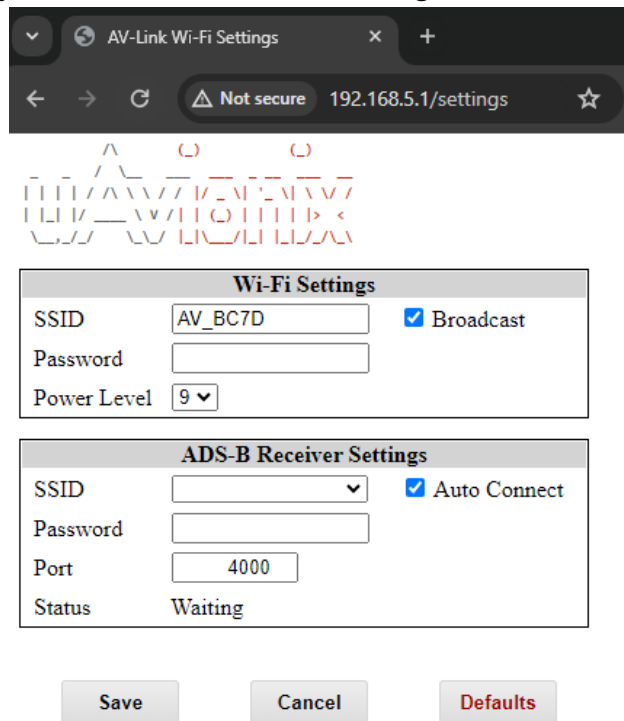 AV-Link Wi-Fi Settings
Not secure 192.168.5.1/settings
uAvionix
Wi-Fi Settings
SSID AV_BC7D Broadcast
Password
Power Level 9
ADS-B Receiver Settings
SSID Auto Connect
Password
Port 4000
Status Waiting
Save Cancel Defaults